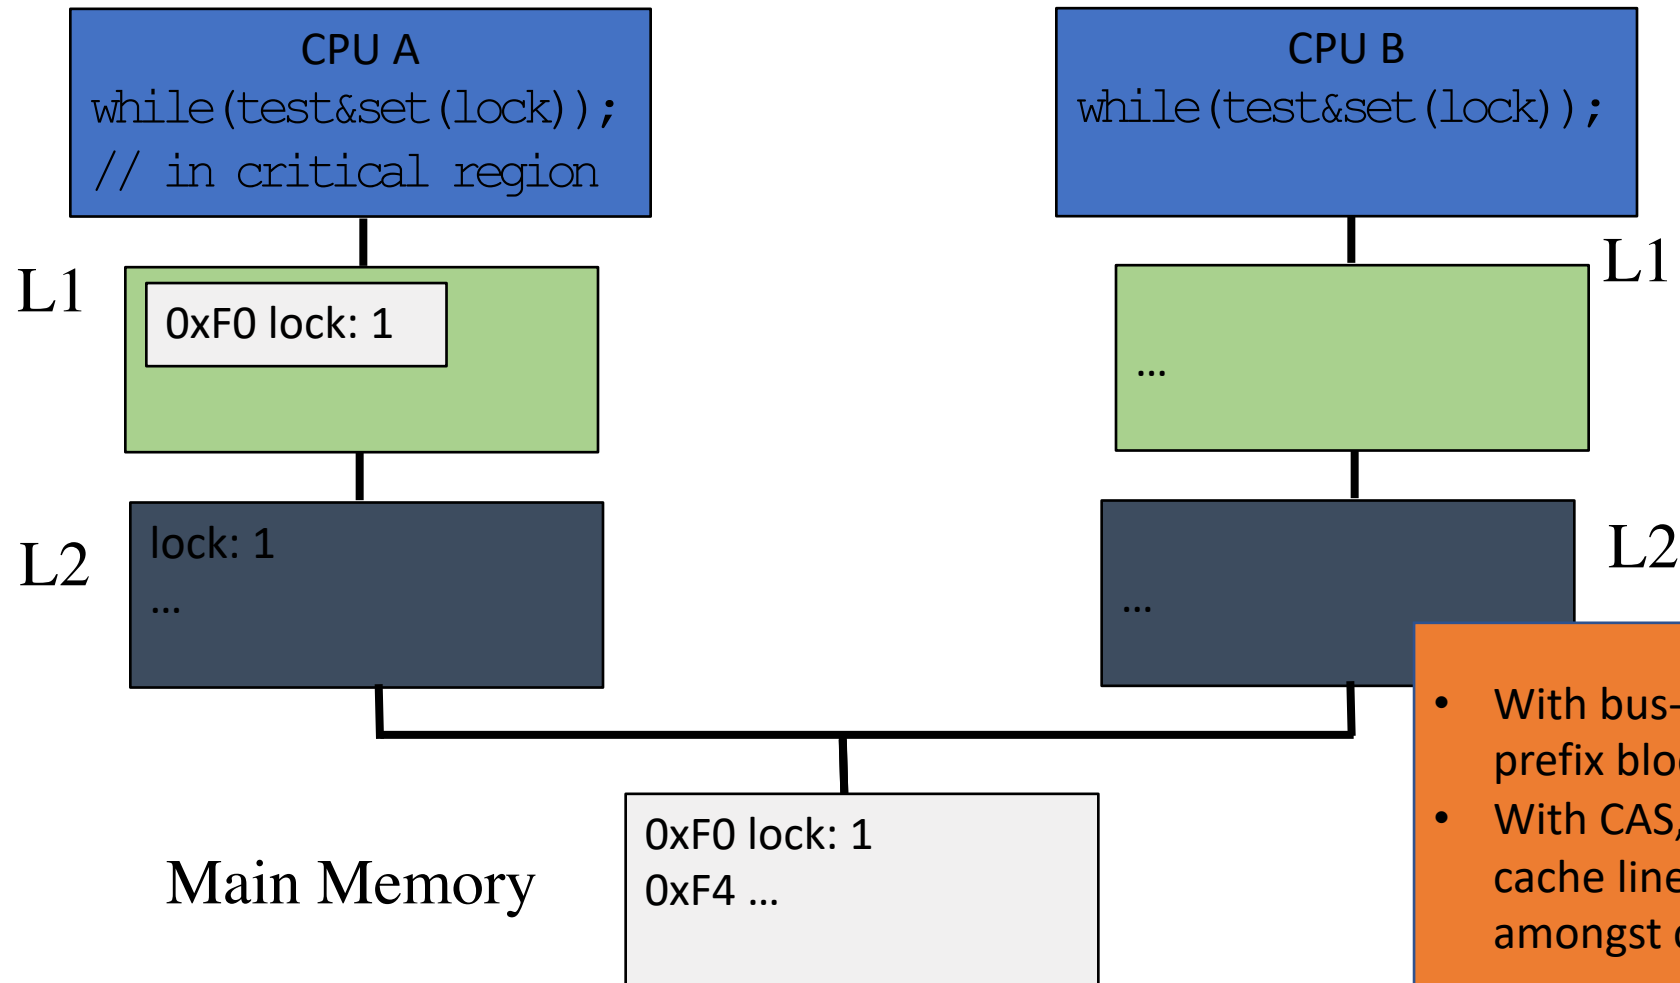 CPU A
while(test&set(lock));
// in critical region
CPU B
while(test&set(lock));
L1
0xF0 lock: 1
L1
…
L2
lock: 1
…
L2
…
• With bus-
prefix
• With CAS,
cache line
amongst
Main Memory
0xF0 lock: 1
0xF4 …